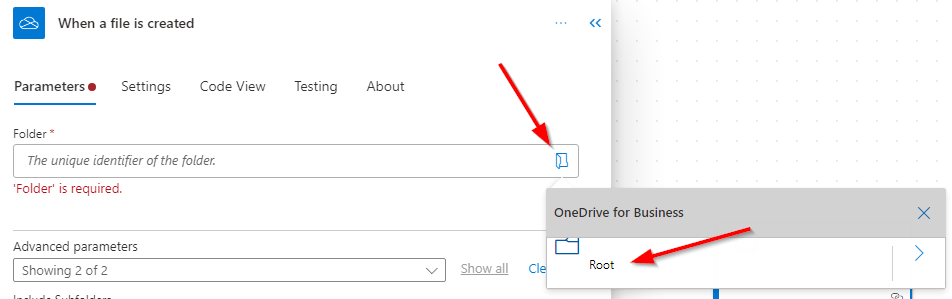 When a file is created
Parameters
Settings
Code View
Testing
About
Folder *
The unique identifier of the folder.
'Folder' is required.
OneDrive for Business
Root
Advanced parameters
Showing 2 of 2
Show all
Include Subfolders